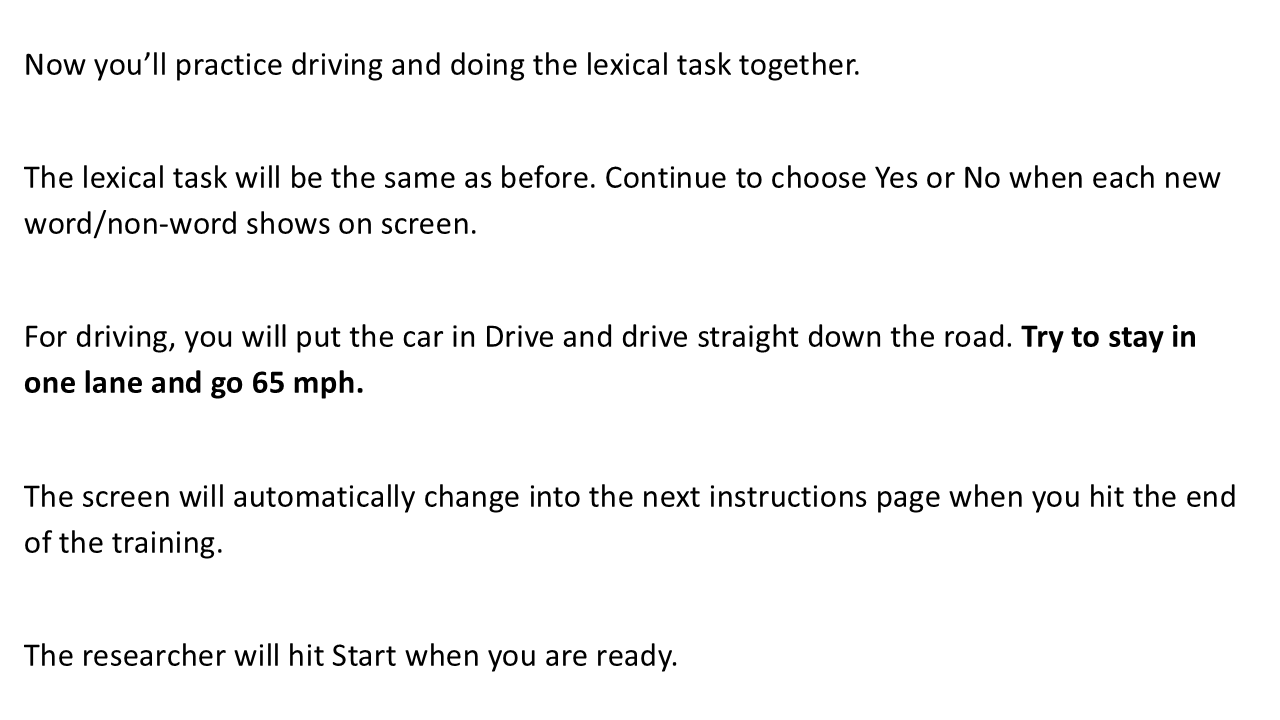 Now you’ll practice driving and doing the lexical task together.
The lexical task will be the same as before. Continue to choose Yes or No when each new
word/non-word shows on screen.
For driving, you will put the car in Drive and drive straight down the road. Try to stay in
one lane and go 65 mph.
The screen will automatically change into the next instructions page when you hit the end
of the training.
The researcher will hit Start when you are ready.